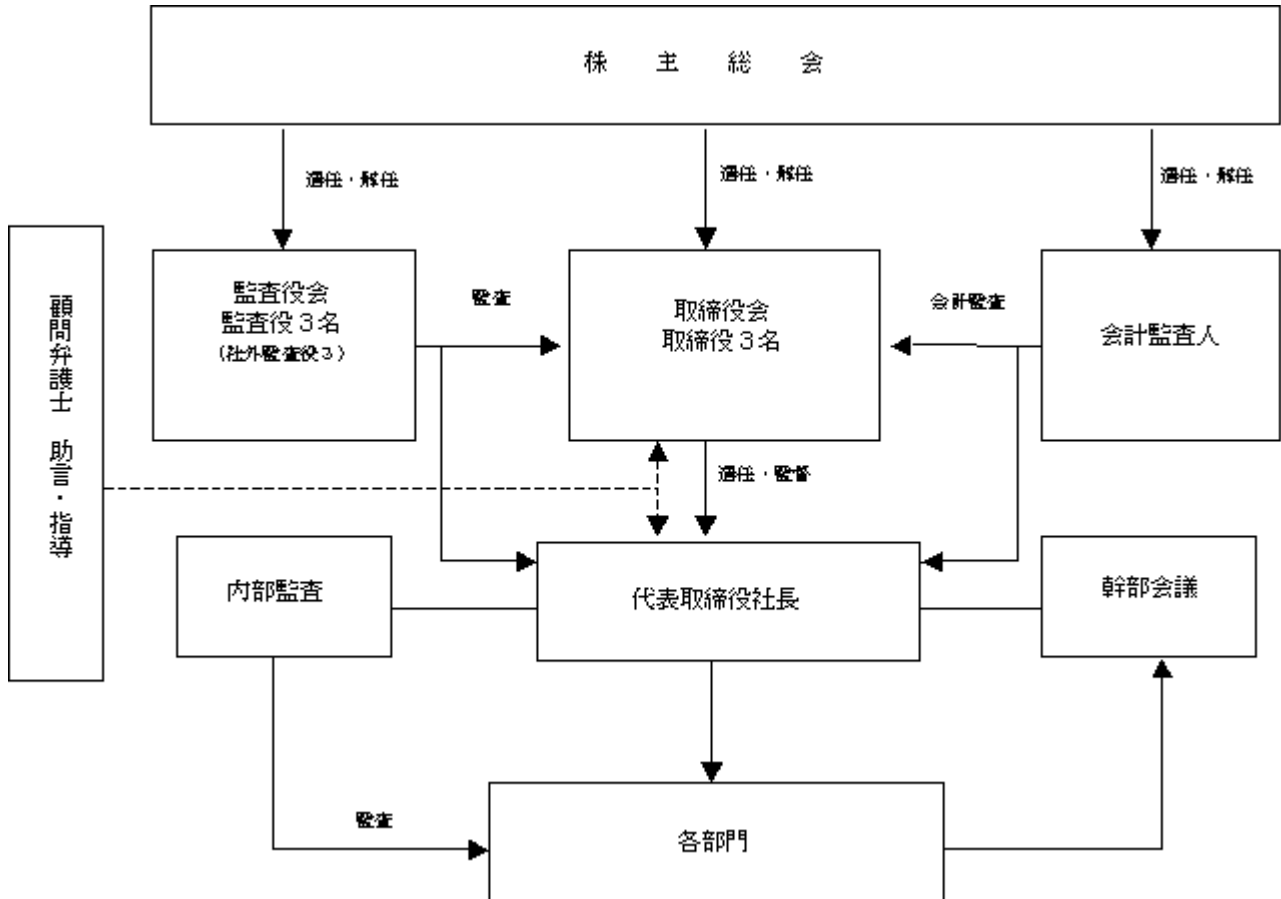 株 主 総 会
選任・解任
選任・解任
選任・解任
顧問弁護士 助言・指導
監査役会
監査役3名
(社外監査役3)
監査
取締役会
取締役3名
会計監査
会計監査人
選任・監督
内部監査
代表取締役社長
幹部会議
監査
各部門